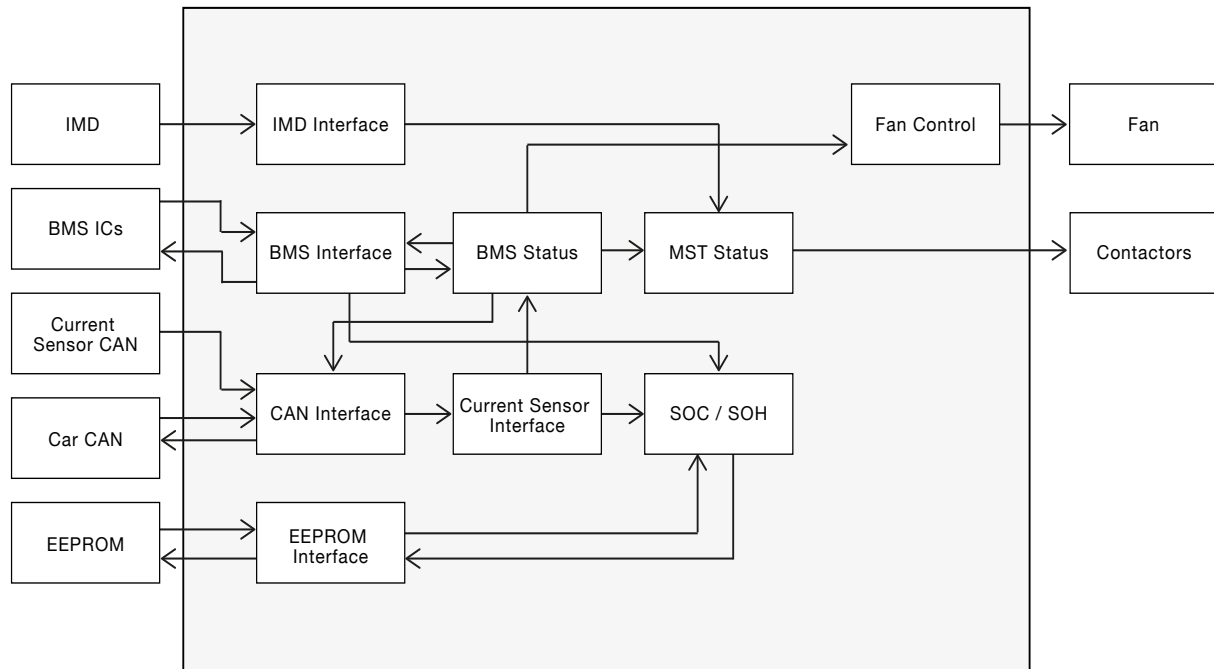 IMD
IMD Interface
Fan Control
Fan
BMS ICs
BMS Interface
BMS Status
MST Status
Contactors
Current
Sensor CAN
CAN Interface
Current Sensor
Interface
SOC / SOH
Car CAN
EEPROM
EEPROM
Interface